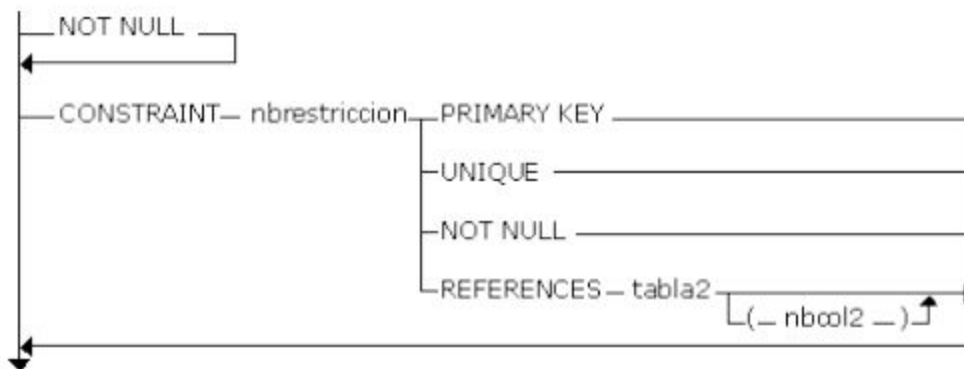 NOT NULL
CONSTRAINT nbrestriccion PRIMARY KEY
UNIQUE
NOT NULL
REFERENCES tabla2
( nbcol2 )